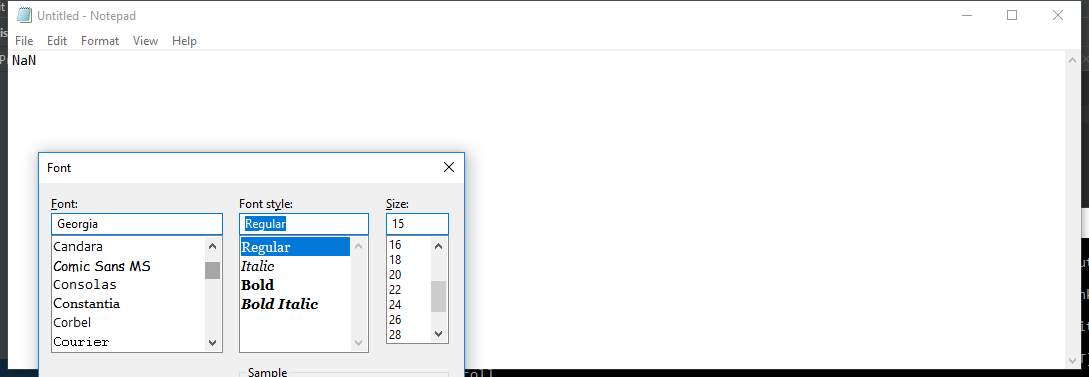 Untitled - Notepad
File Edit Format View Help
NaN
Font
Font: Font style: Size:
Georgia Regular 15
Candara
Comic Sans MS
Consolas
Constantia
Corbel
Courier
Regular
Italic
Bold
Bold Italic
16
18
20
22
24
26
28
Sample